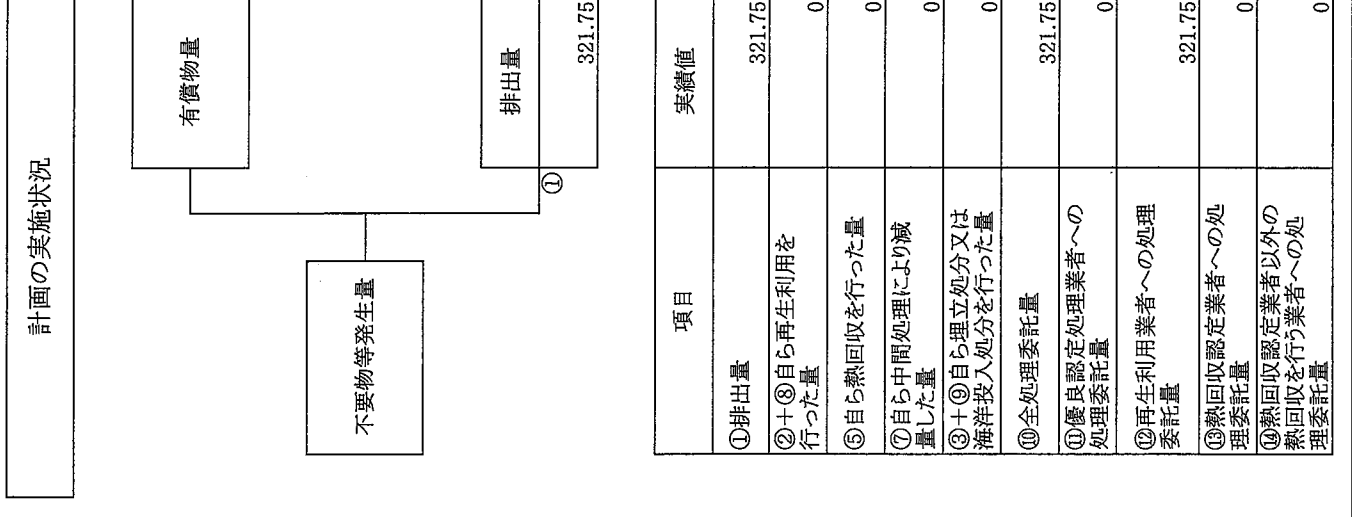 計画の実施状況
有償物量
不要物等発生量
排出量
①
321.75
項目
実績値
①排出量
321.75
②+⑧自ら再生利用を
行った量
0
⑤自ら熱回収を行った量
0
⑦自ら中間処理により減
量した量
0
③+⑨自ら埋立処分又は
海洋投入処分を行った量
0
⑩全処理委託量
321.75
⑪優良認定処理業者への
処理委託量
0
⑫再生利用業者への処理
委託量
321.75
⑬熱回収認定業者への処
理委託量
0
⑭熱回収認定業者以外の
熱回収を行う業者への処
理委託量
0